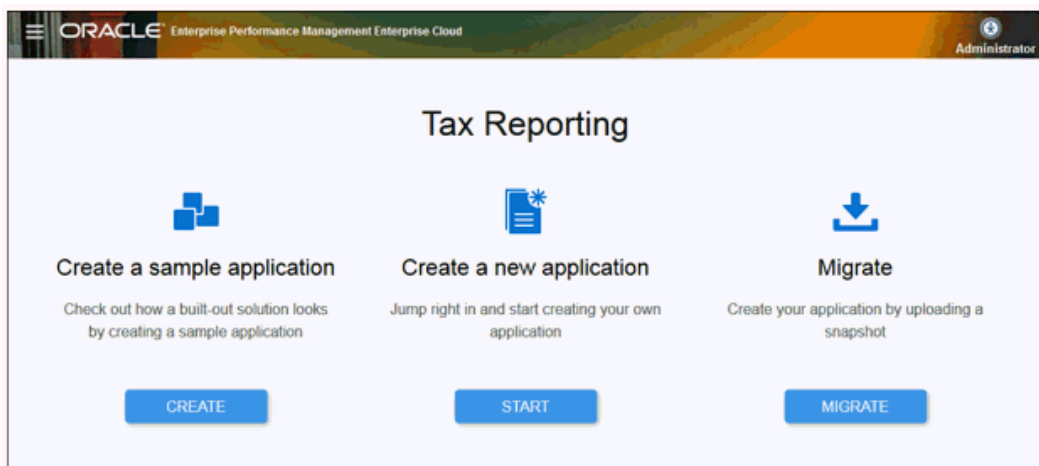 ORACLE Enterprise Performance Management Enterprise Cloud
Administrator
Tax Reporting
Create a sample application
Check out how a built-out solution looks
by creating a sample application
CREATE
Create a new application
Jump right in and start creating your own
application
START
Migrate
Create your application by uploading a
snapshot
MIGRATE